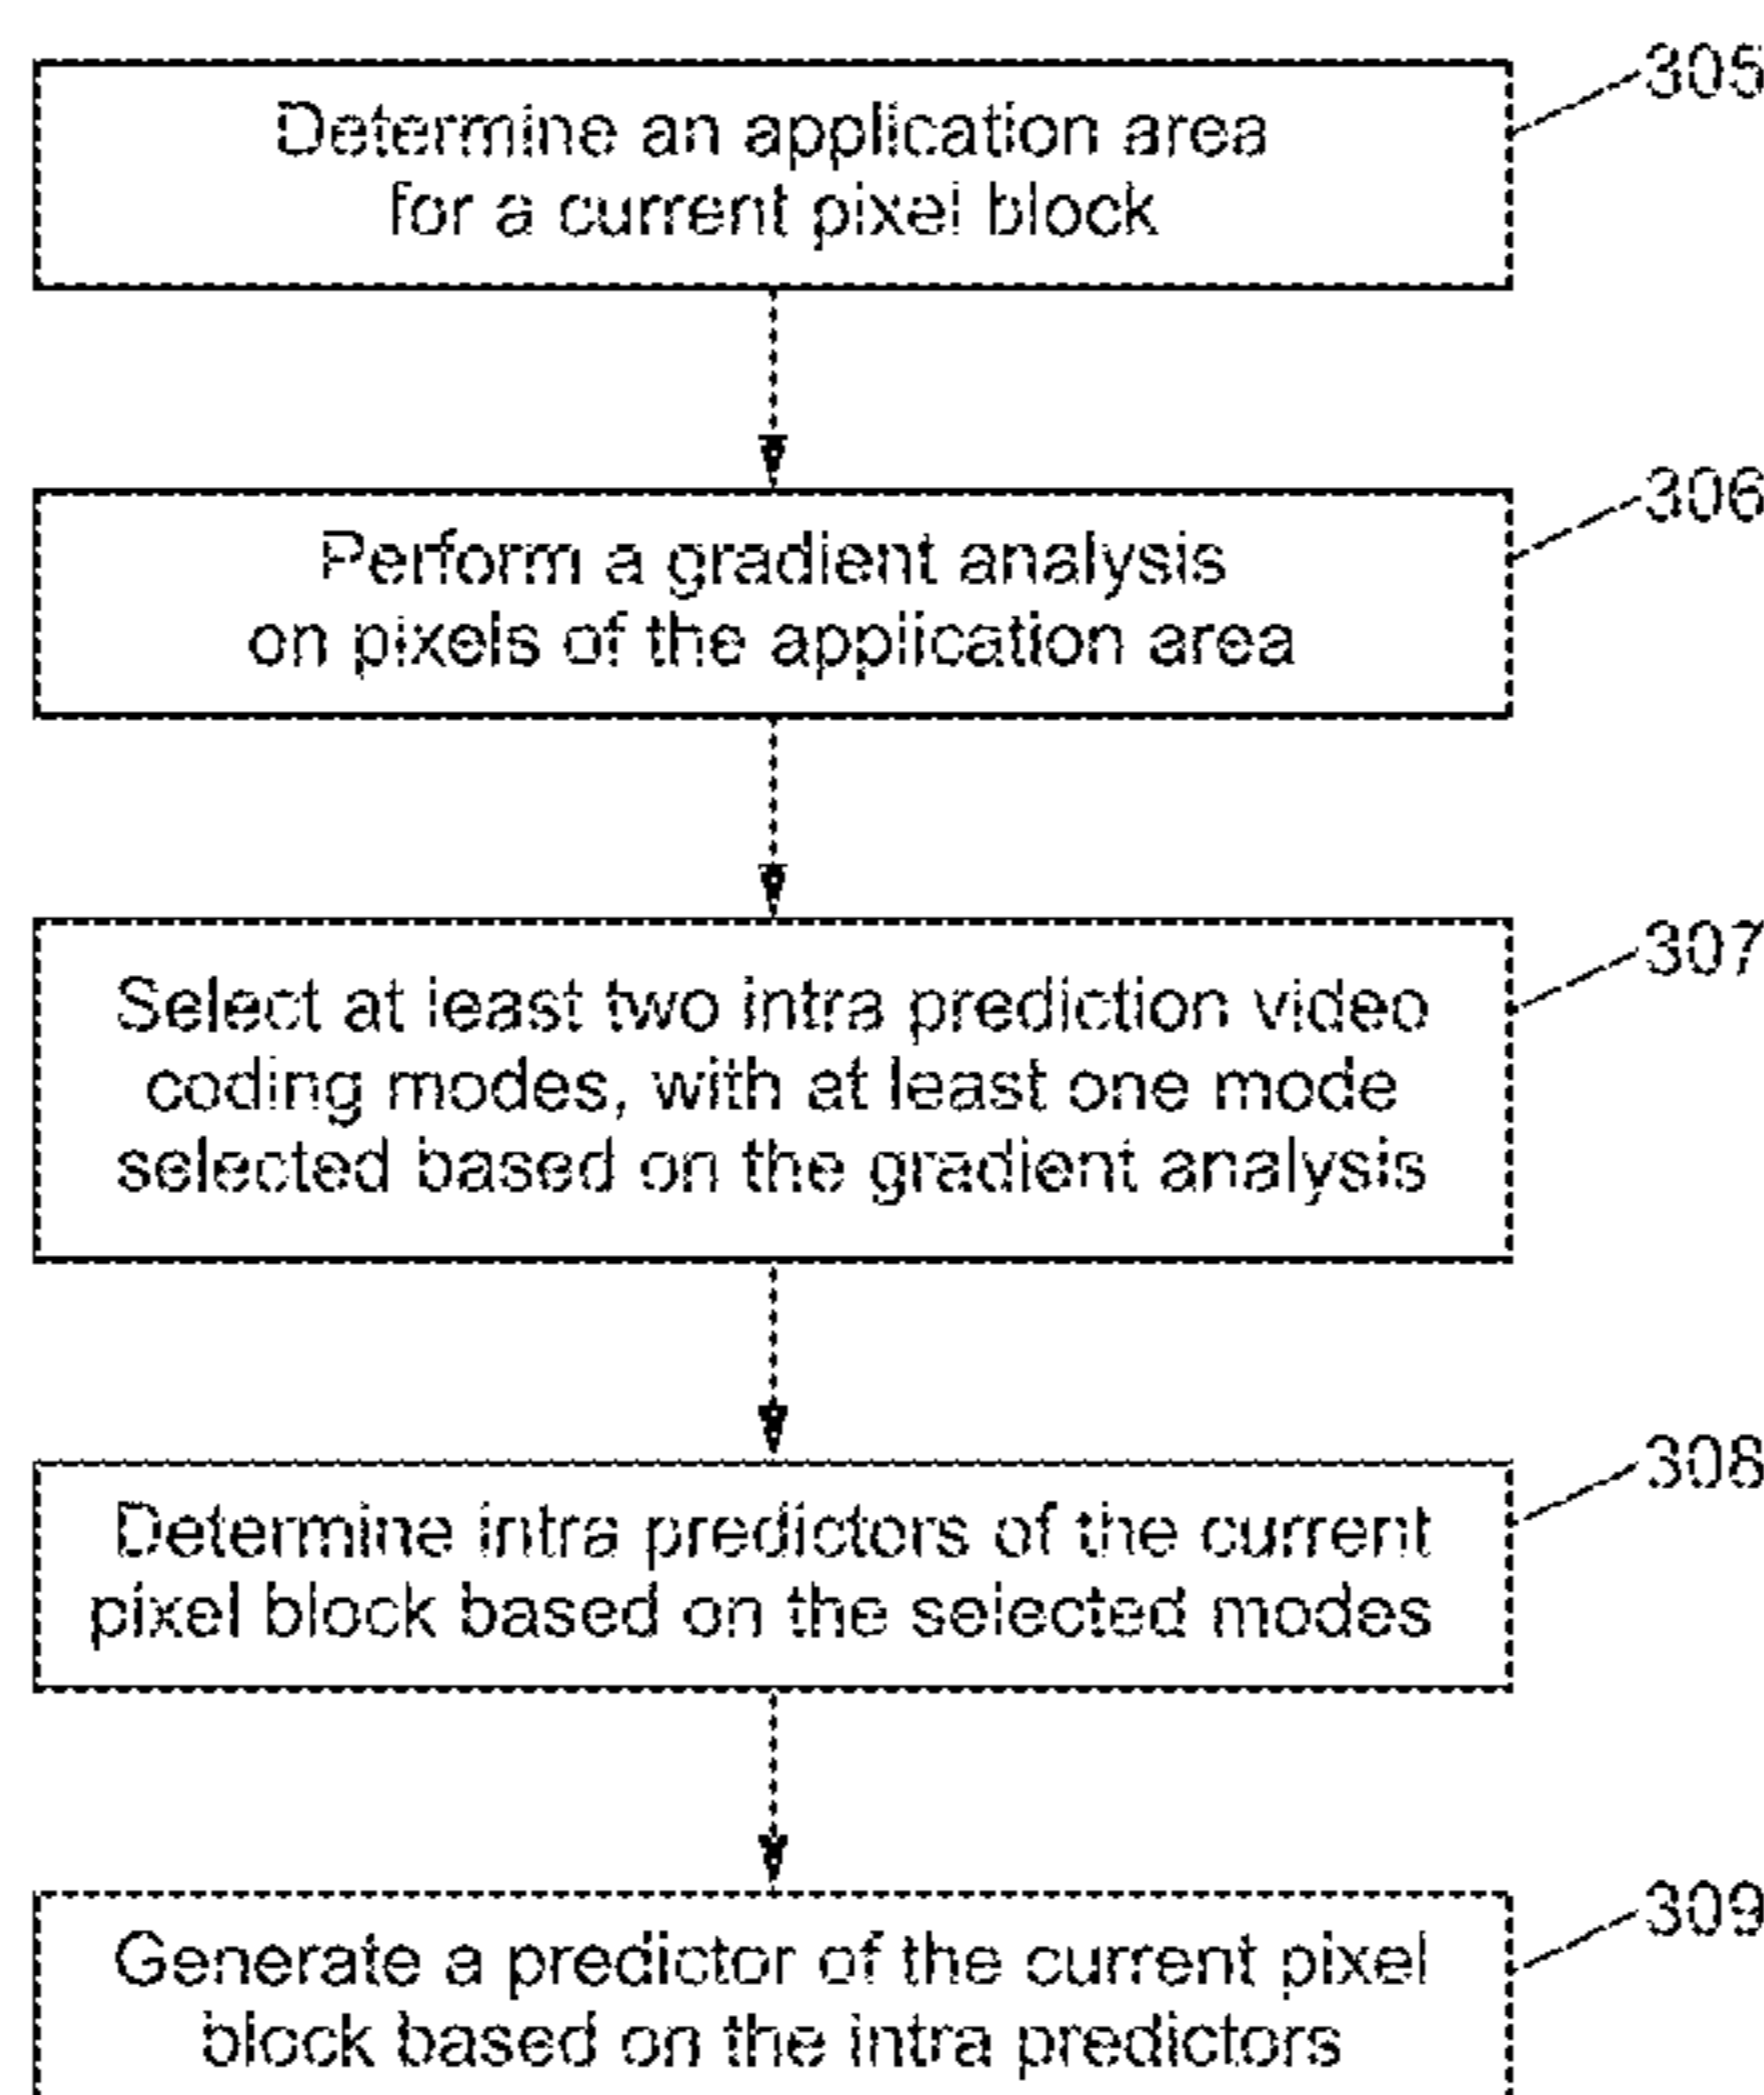 305
Determine an application area
for a current pixel block
306
Perform a gradient analysis
on pixels of the application area
307
Select at least two intra prediction video
coding modes, with at least one mode
selected based on the gradient analysis
308
Determine intra predictors of the current
pixel block based on the selected modes
309
Generate a predictor of the current pixel
block based on the intra predictors